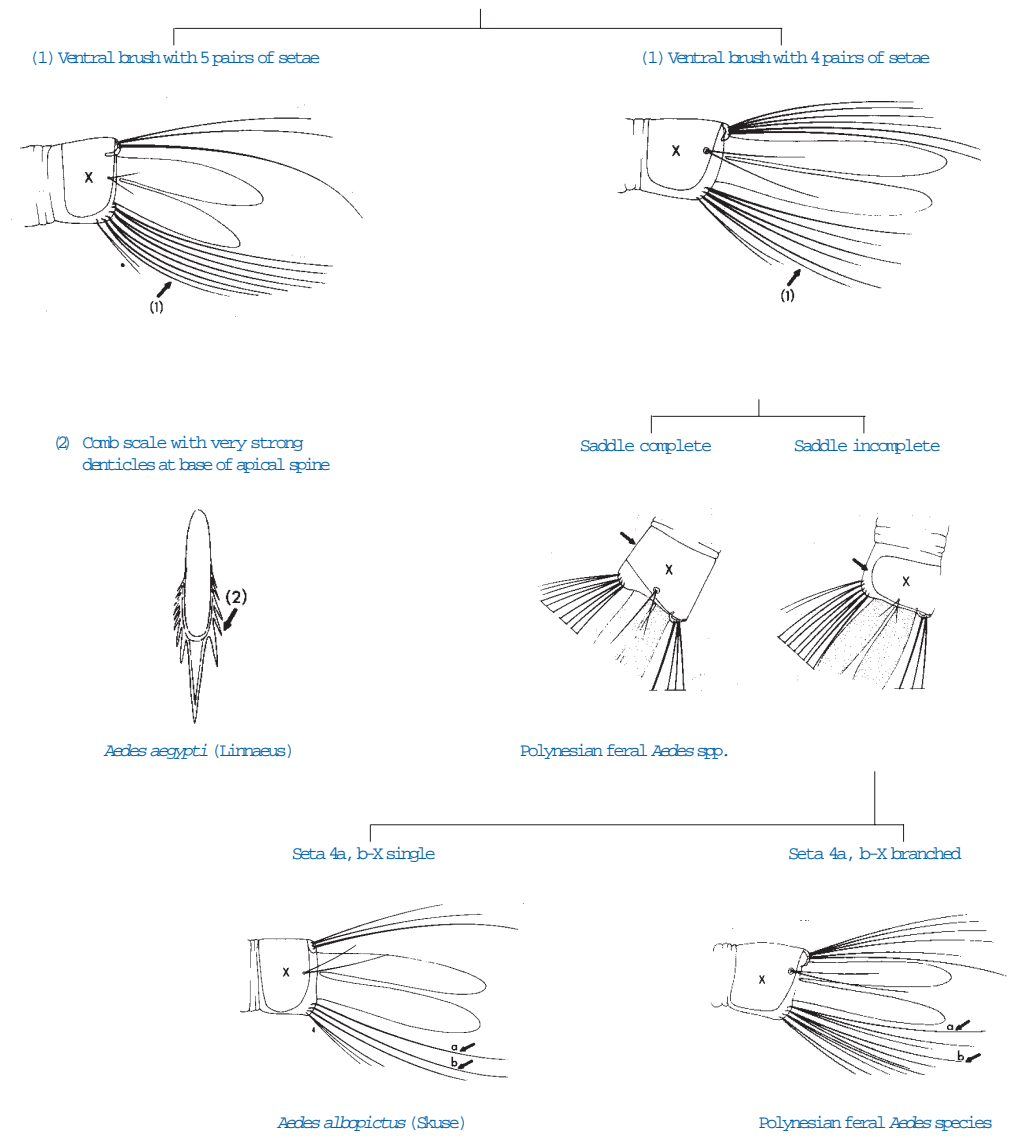 (1) Ventral brush with 5 pairs of setae
(1) Ventral brush with 4 pairs of setae
X
(1)
X
(1)
(2) Comb scale with very strong
denticles at base of apical spine
Saddle complete
Saddle incomplete
(2)
X
X
Aedes aegypti (Linnaeus)
Polynesian feral Aedes spp.
Seta 4a, b-X single
Seta 4a, b-X branched
X
a
b
X
a
b
Aedes albopictus (Skuse)
Polynesian feral Aedes species